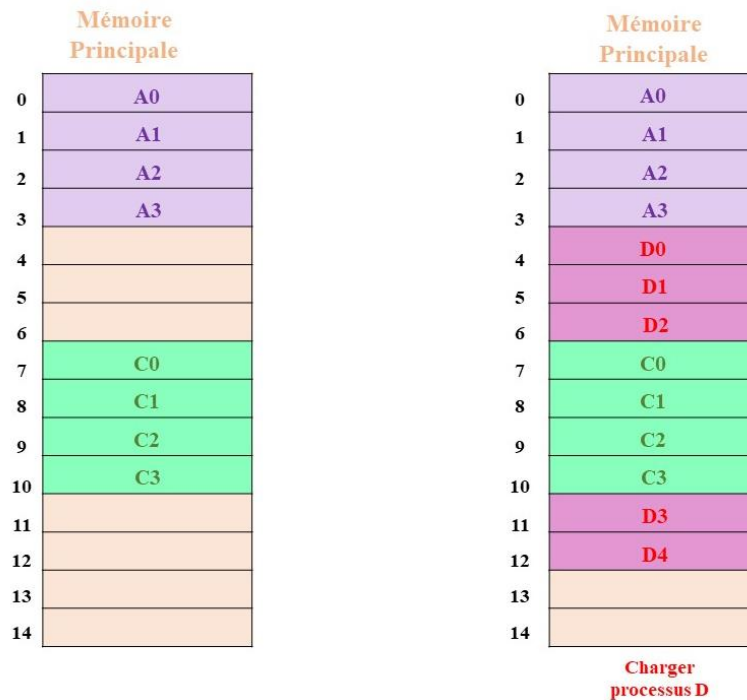 Mémoire
Principale
0
A0
1
A1
2
A2
3
A3
4
5
6
7
C0
8
C1
9
C2
10
C3
11
12
13
14
Mémoire
Principale
0
A0
1
A1
2
A2
3
A3
4
D0
5
D1
6
D2
7
C0
8
C1
9
C2
10
C3
11
D3
12
D4
13
14
Charger
processus D